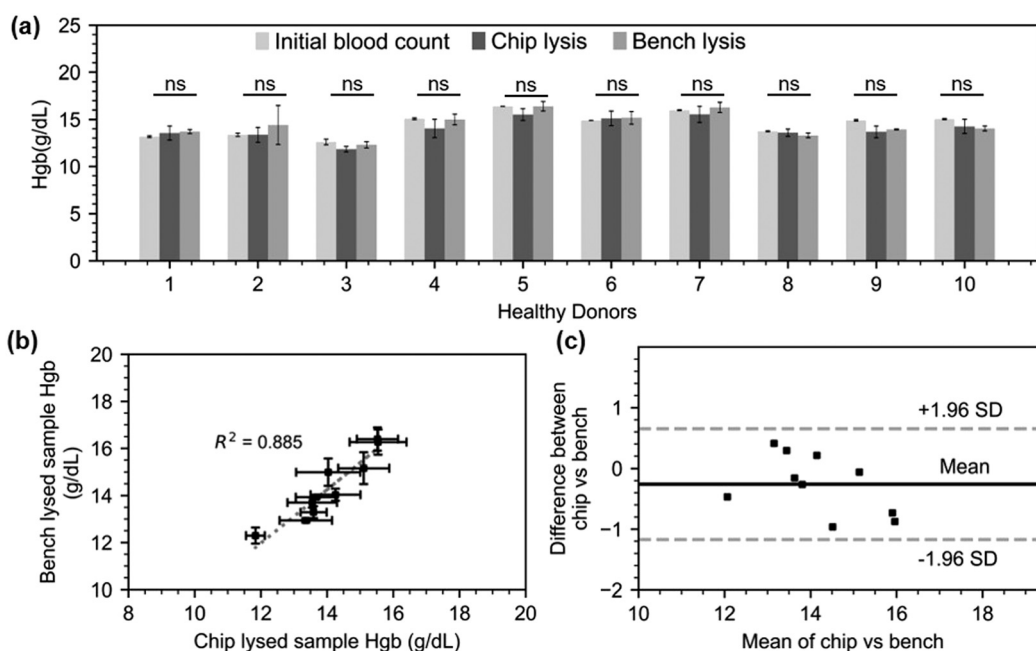 (a)
Initial blood count Chip lysis Bench lysis
ns ns ns ns ns ns ns ns ns ns
Hgb(g/dL)
25
20
15
10
5
0
1 2 3 4 5 6 7 8 9 10
Healthy Donors
(b)
Bench lysed sample Hgb
(g/dL)
20
18
16
14
12
10
R² = 0.885
8 10 12 14 16 18 20
Chip lysed sample Hgb (g/dL)
(c)
Difference between
chip vs bench
1
0
-1
-2
+1.96 SD
Mean
-1.96 SD
10 12 14 16 18
Mean of chip vs bench